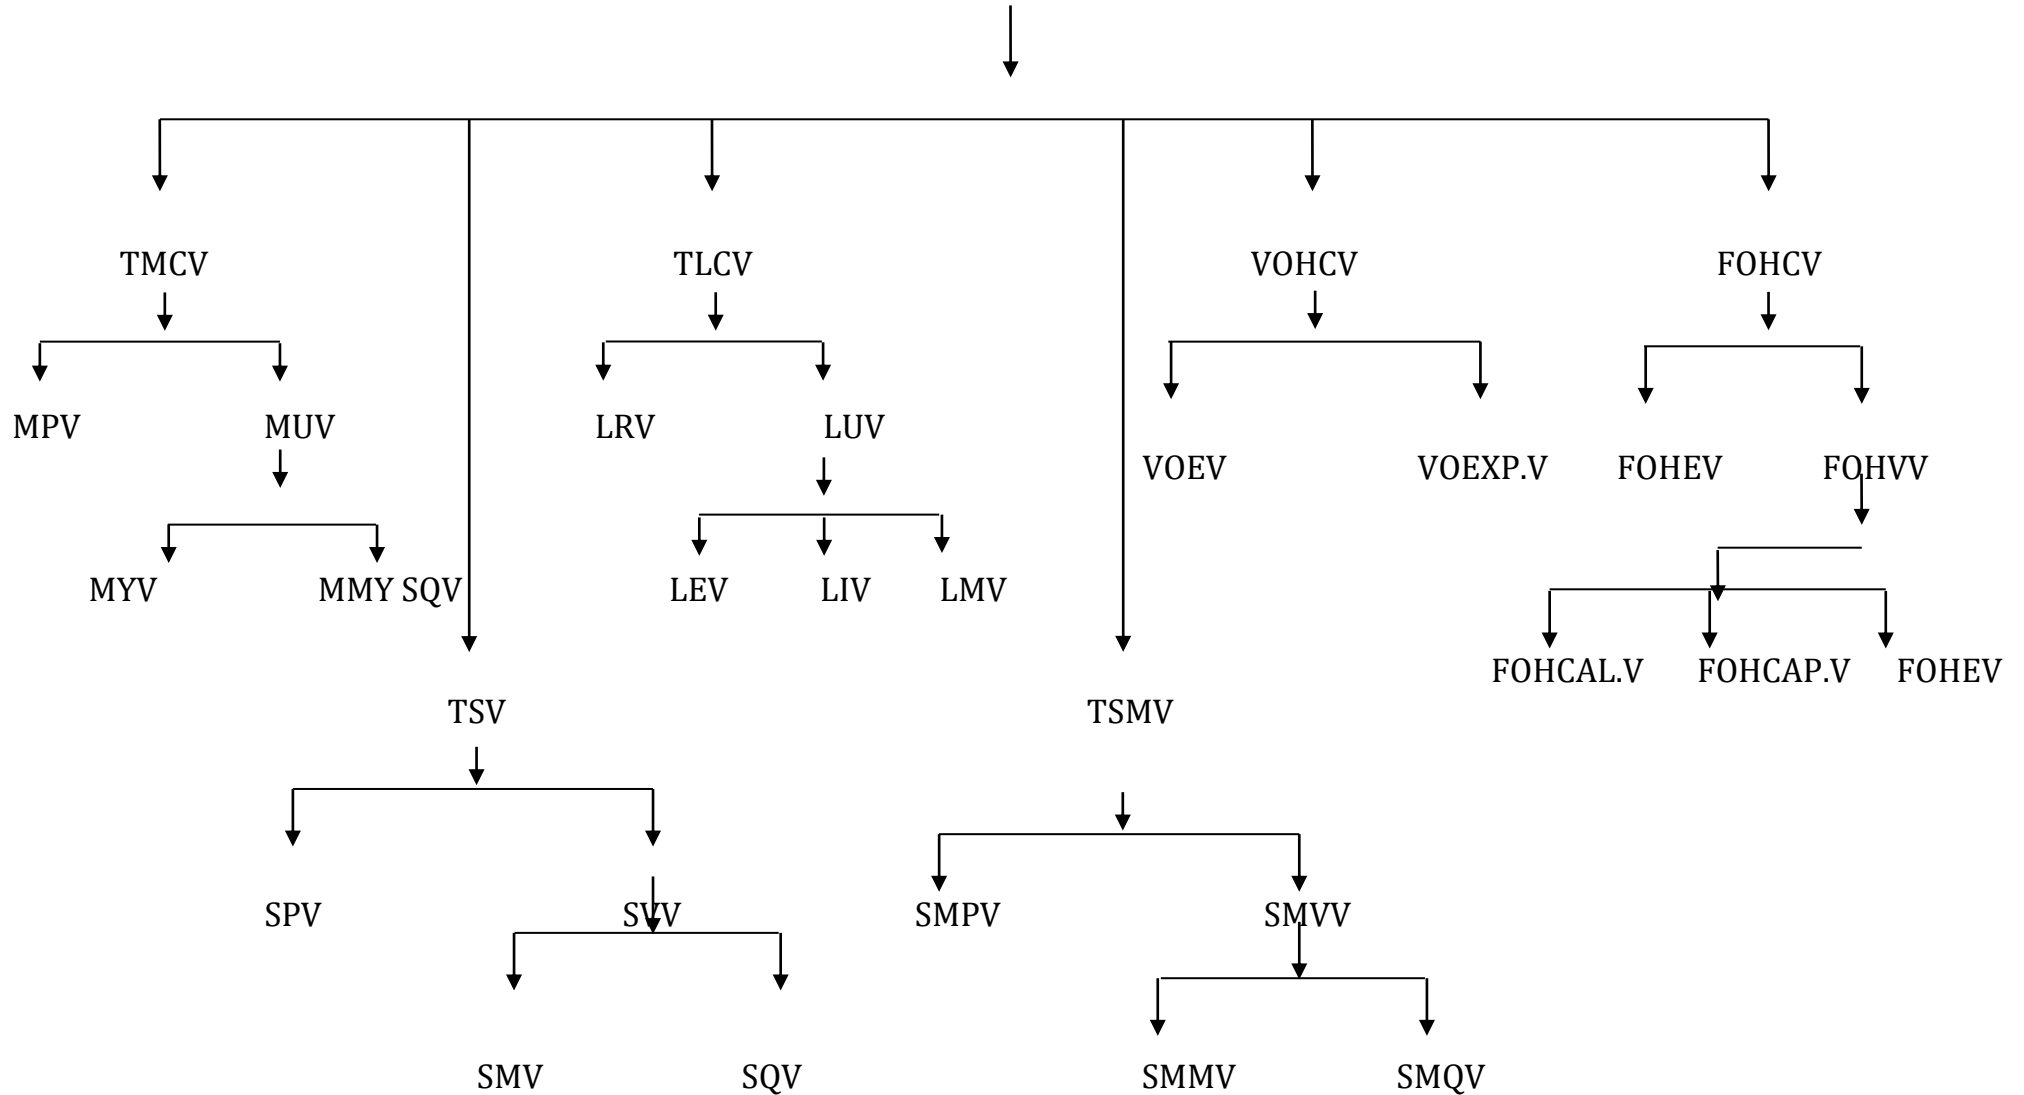 TMCV TLCV VOHCV FOHCV
MPV MUV LRV LUV
VOEV VOEXP.V FOHEV FOHVV
MYV MMY SQV LEV LIV LMV
FOHCAL.V FOHCAP.V FOHEV
TSV TSMV
SPV SVV SMPV SMVV
SMV SQV SMMV SMQV